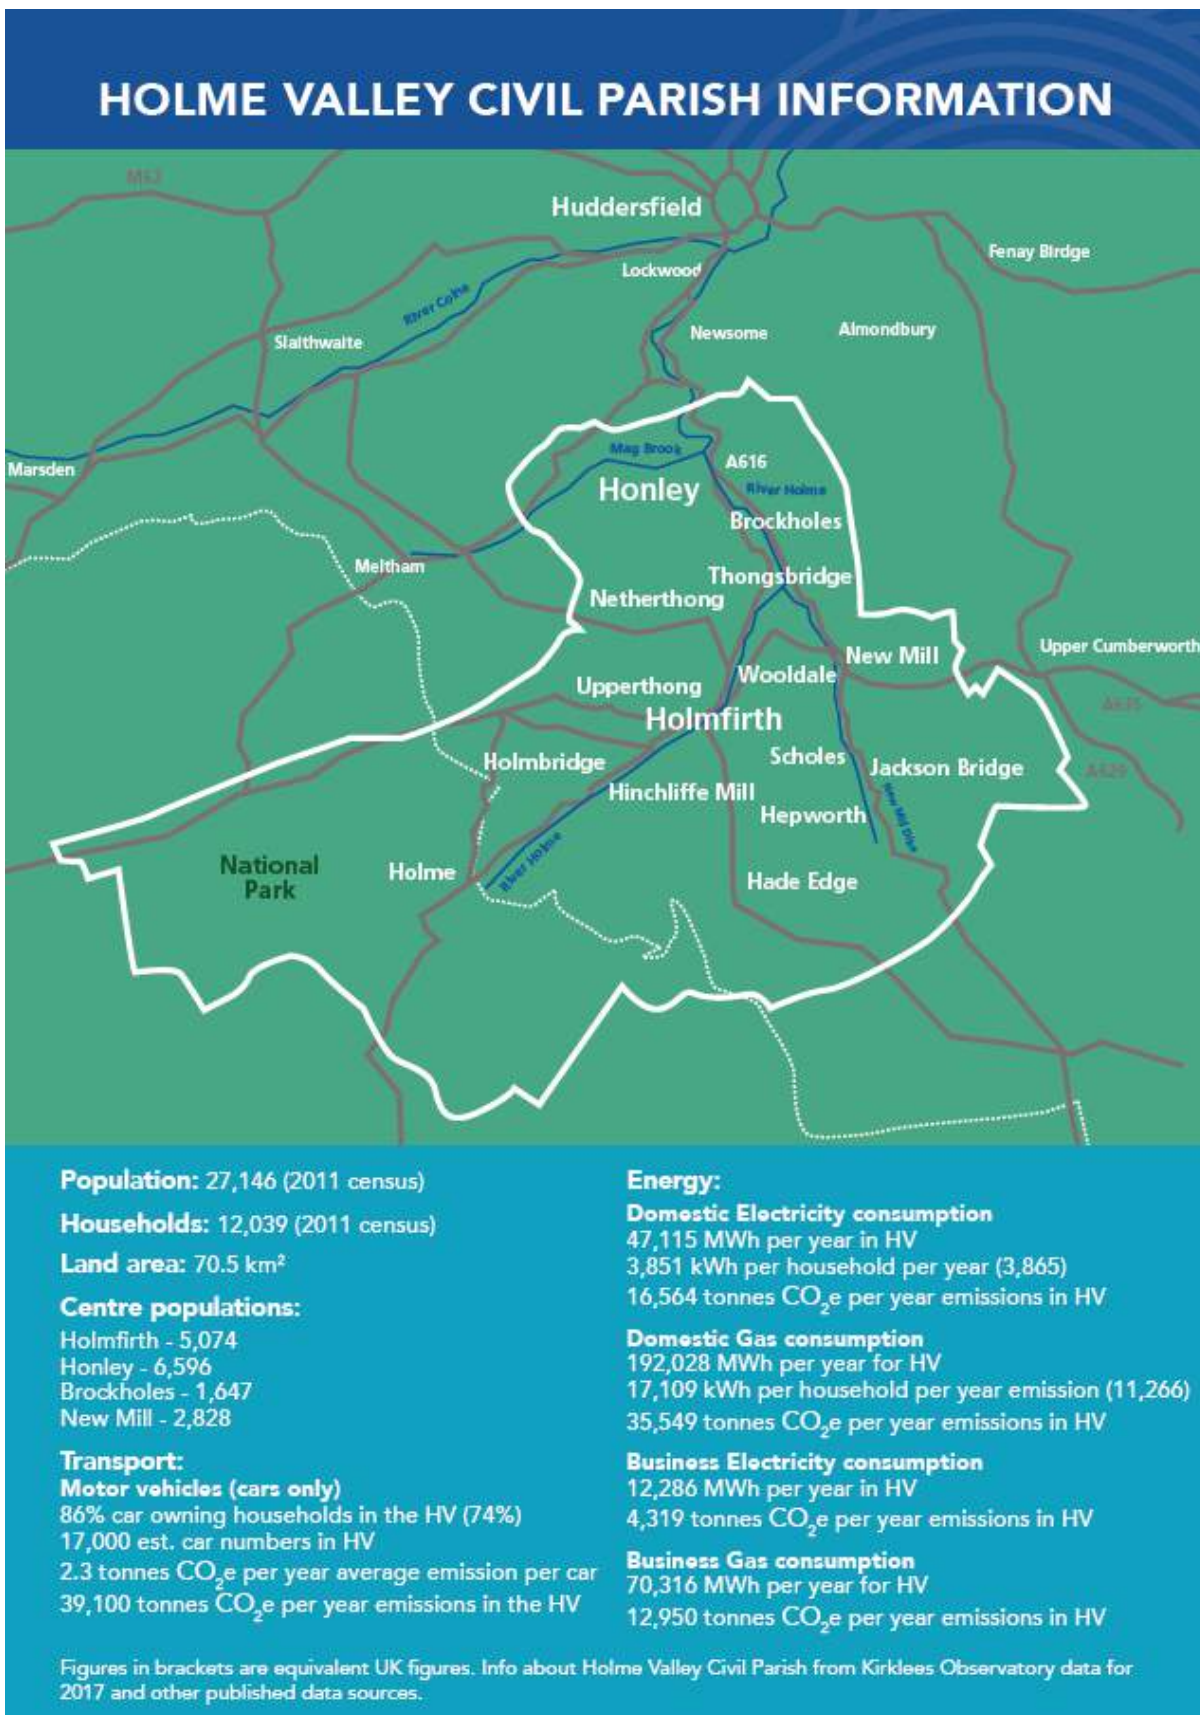 HOLME VALLEY CIVIL PARISH INFORMATION
M62
Huddersfield
Fenay Birdge
Lockwood
River Colne
Newsome
Almondbury
Slaithwaite
Mag Brook
A616
Marsden
Honley
River Holme
Brockholes
Meltham
Thongsbridge
Netherthong
Upper Cumberworth
New Mill
Wooldale
Upperthong
A635
Holmfirth
Scholes
Holmbridge
Jackson Bridge
A629
Hinchliffe Mill
Hepworth
New Mill Dike
River Holme
National
Park
Holme
Hade Edge
Population: 27,146 (2011 census)
Households: 12,039 (2011 census)
Land area: 70.5 km²
Centre populations:
Holmfirth - 5,074
Honley - 6,596
Brockholes - 1,647
New Mill - 2,828
Transport:
Motor vehicles (cars only)
86% car owning households in the HV (74%)
17,000 est. car numbers in HV
2.3 tonnes CO₂e per year average emission per car
39,100 tonnes CO₂e per year emissions in the HV
Energy:
Domestic Electricity consumption
47,115 MWh per year in HV
3,851 kWh per household per year (3,865)
16,564 tonnes CO₂e per year emissions in HV
Domestic Gas consumption
192,028 MWh per year for HV
17,109 kWh per household per year emission (11,266)
35,549 tonnes CO₂e per year emissions in HV
Business Electricity consumption
12,286 MWh per year in HV
4,319 tonnes CO₂e per year emissions in HV
Business Gas consumption
70,316 MWh per year for HV
12,950 tonnes CO₂e per year emissions in HV
Figures in brackets are equivalent UK figures. Info about Holme Valley Civil Parish from Kirklees Observatory data for
2017 and other published data sources.